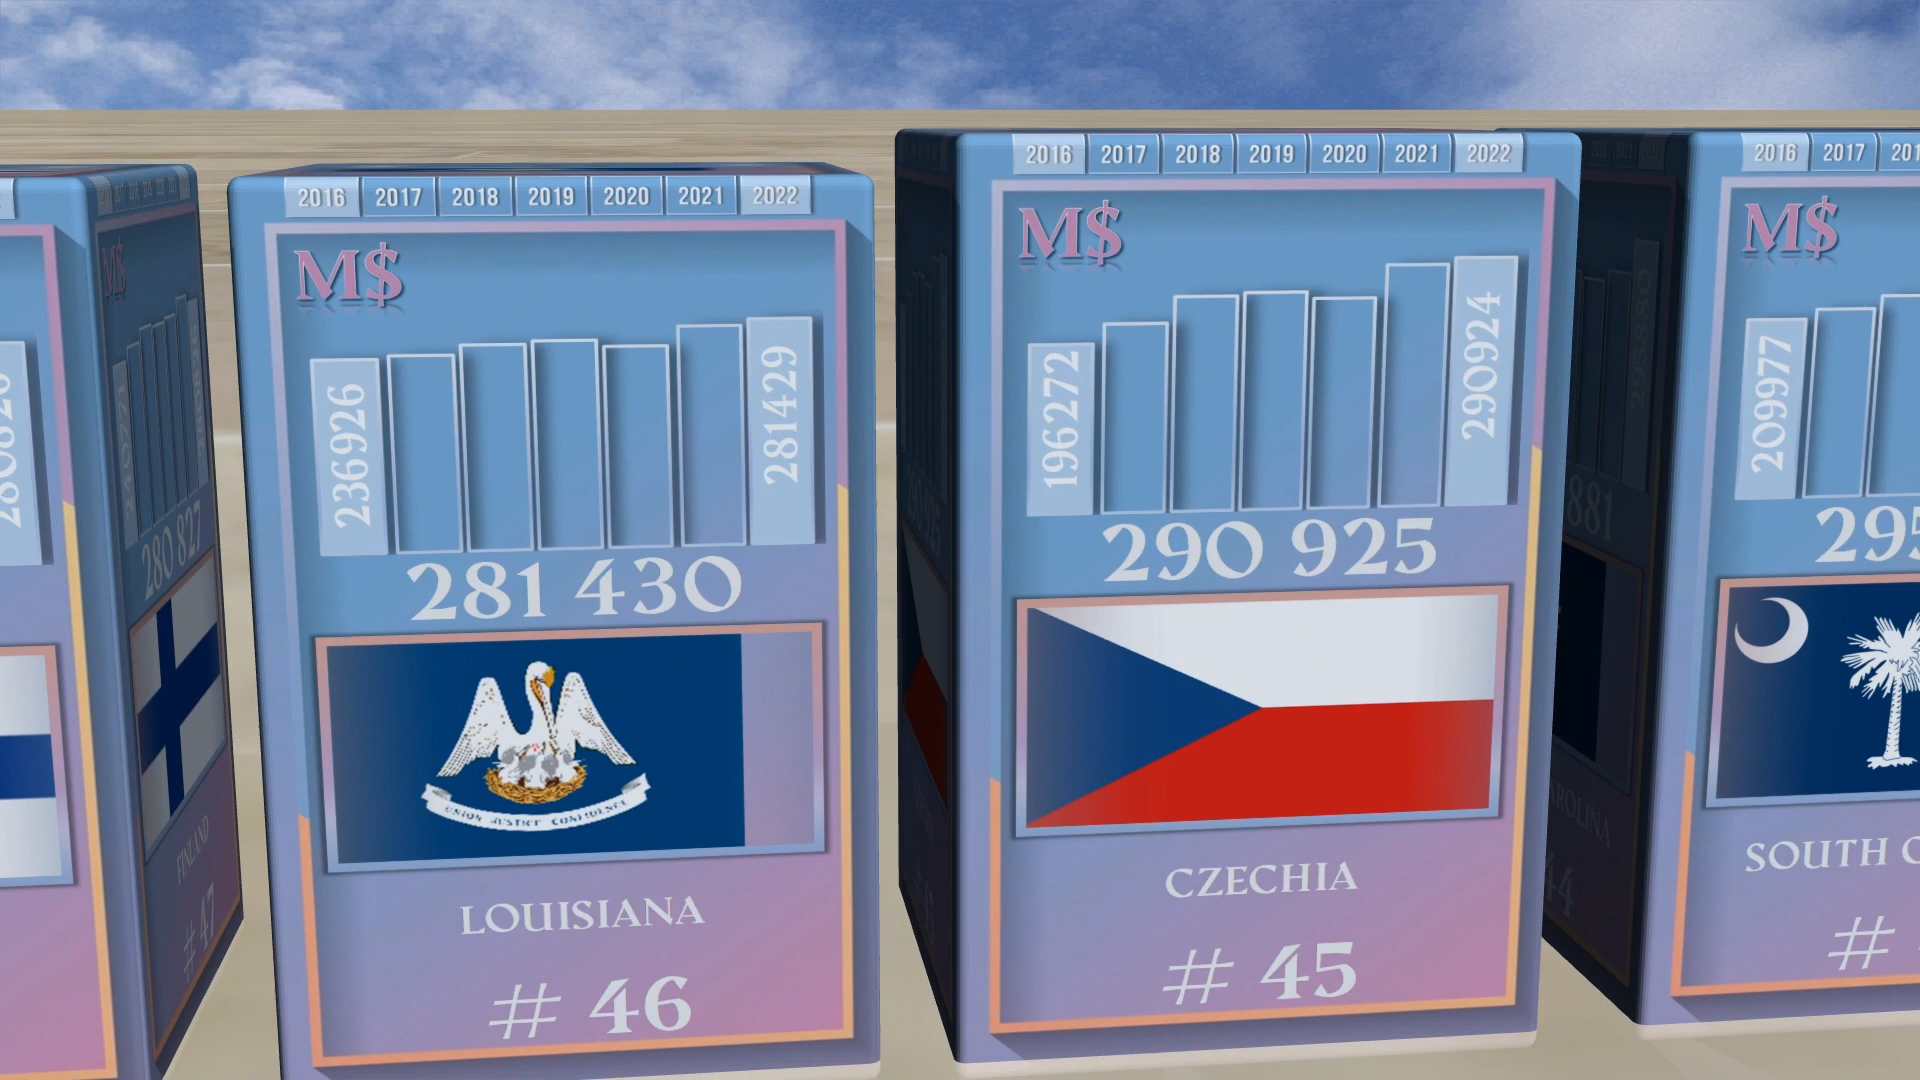 280 827
FINLAND
# 47
2016 2017 2018 2019 2020 2021 2022
M$
236926
281429
281 430
UNION JUSTICE CONFIDENCE
LOUISIANA
# 46
2016 2017 2018 2019 2020 2021 2022
M$
196272
290924
290 925
CZECHIA
# 45
2016 2017
M$
209977
SOUTH
#